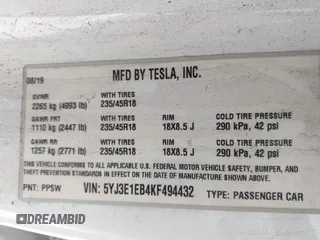 08/19
MFD BY TESLA, INC.
GVWR WITH TIRES
2265 kg (4993 lb) 235/45R18
GAWR FRT WITH TIRES RIM COLD TIRE PRESSURE
1110 kg (2447 lb) 235/45R18 18X8.5 J 290 kPa, 42 psi
GAWR RR WITH TIRES RIM COLD TIRE PRESSURE
1257 kg (2771 lb) 235/45R18 18X8.5 J 290 kPa, 42 psi
THIS VEHICLE CONFORMS TO ALL APPLICABLE U.S. FEDERAL MOTOR VEHICLE SAFETY, BUMPER,
AND THEFT PREVENTION STANDARDS IN EFFECT ON THE DATE OF MANUFACTURE SHOWN ABOVE.
PNT: PPSW VIN: 5YJ3E1EB4KF494432 TYPE: PASSENGER CAR
DREAMBID